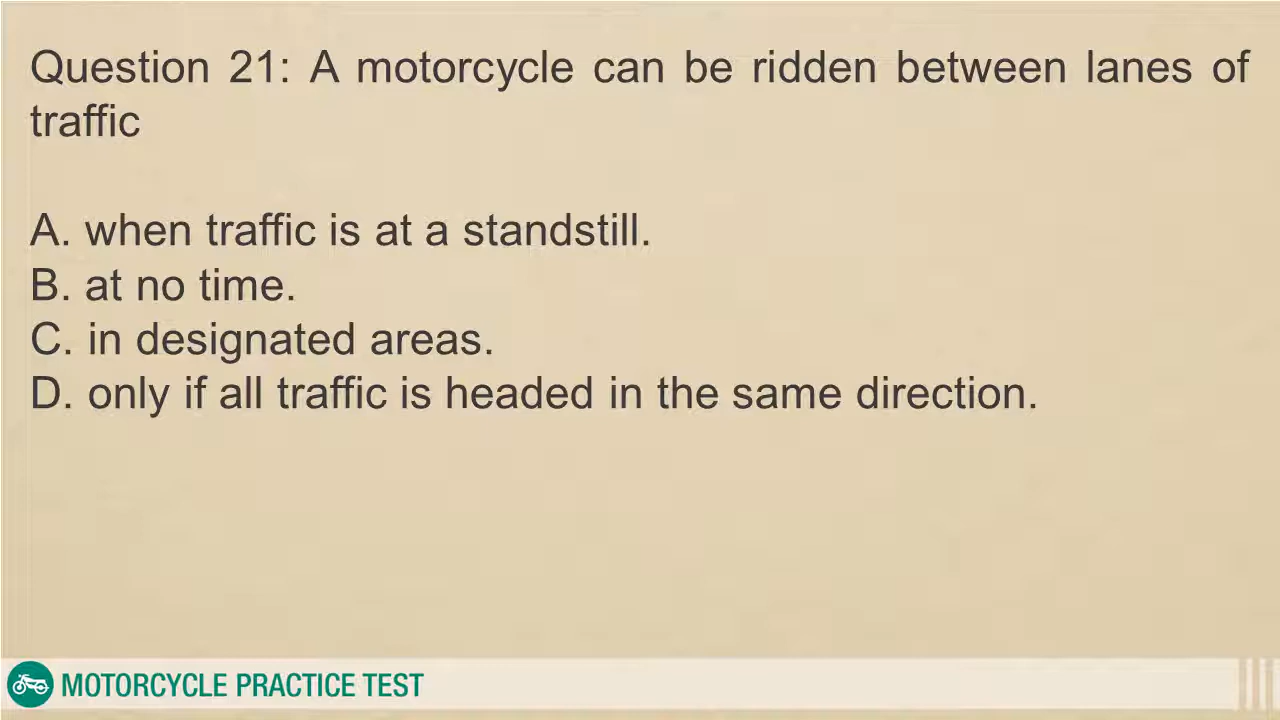 Question 21: A motorcycle can be ridden between lanes of
traffic
A. when traffic is at a standstill.
B. at no time.
C. in designated areas.
D. only if all traffic is headed in the same direction.
MOTORCYCLE PRACTICE TEST